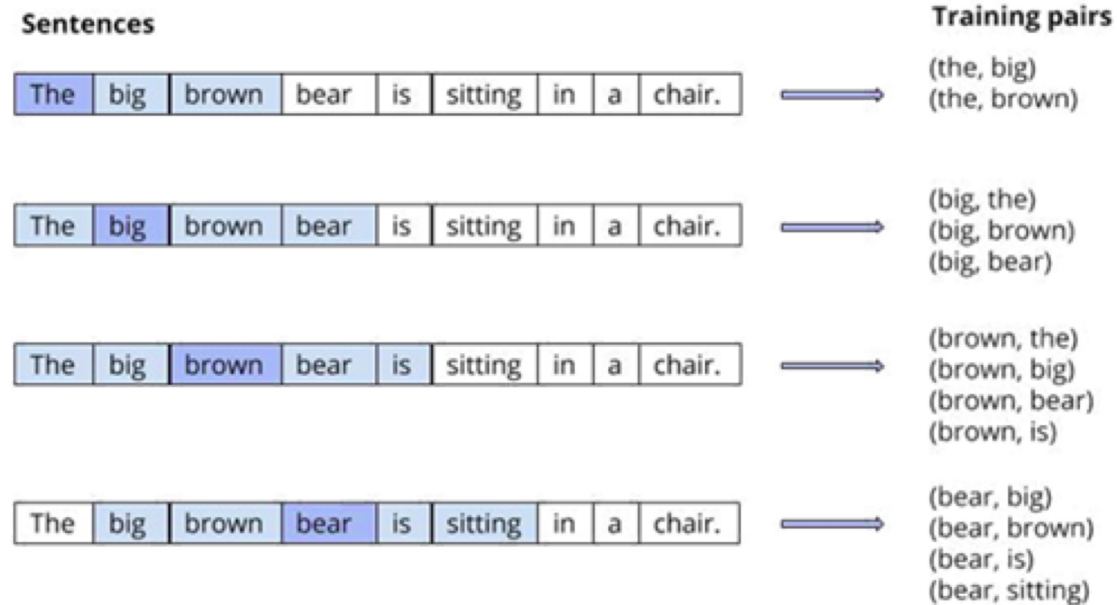 Sentences Training pairs
The big brown bear is sitting in a chair.
(the, big)
(the, brown)
The big brown bear is sitting in a chair.
(big, the)
(big, brown)
(big, bear)
The big brown bear is sitting in a chair.
(brown, the)
(brown, big)
(brown, bear)
(brown, is)
The big brown bear is sitting in a chair.
(bear, big)
(bear, brown)
(bear, is)
(bear, sitting)